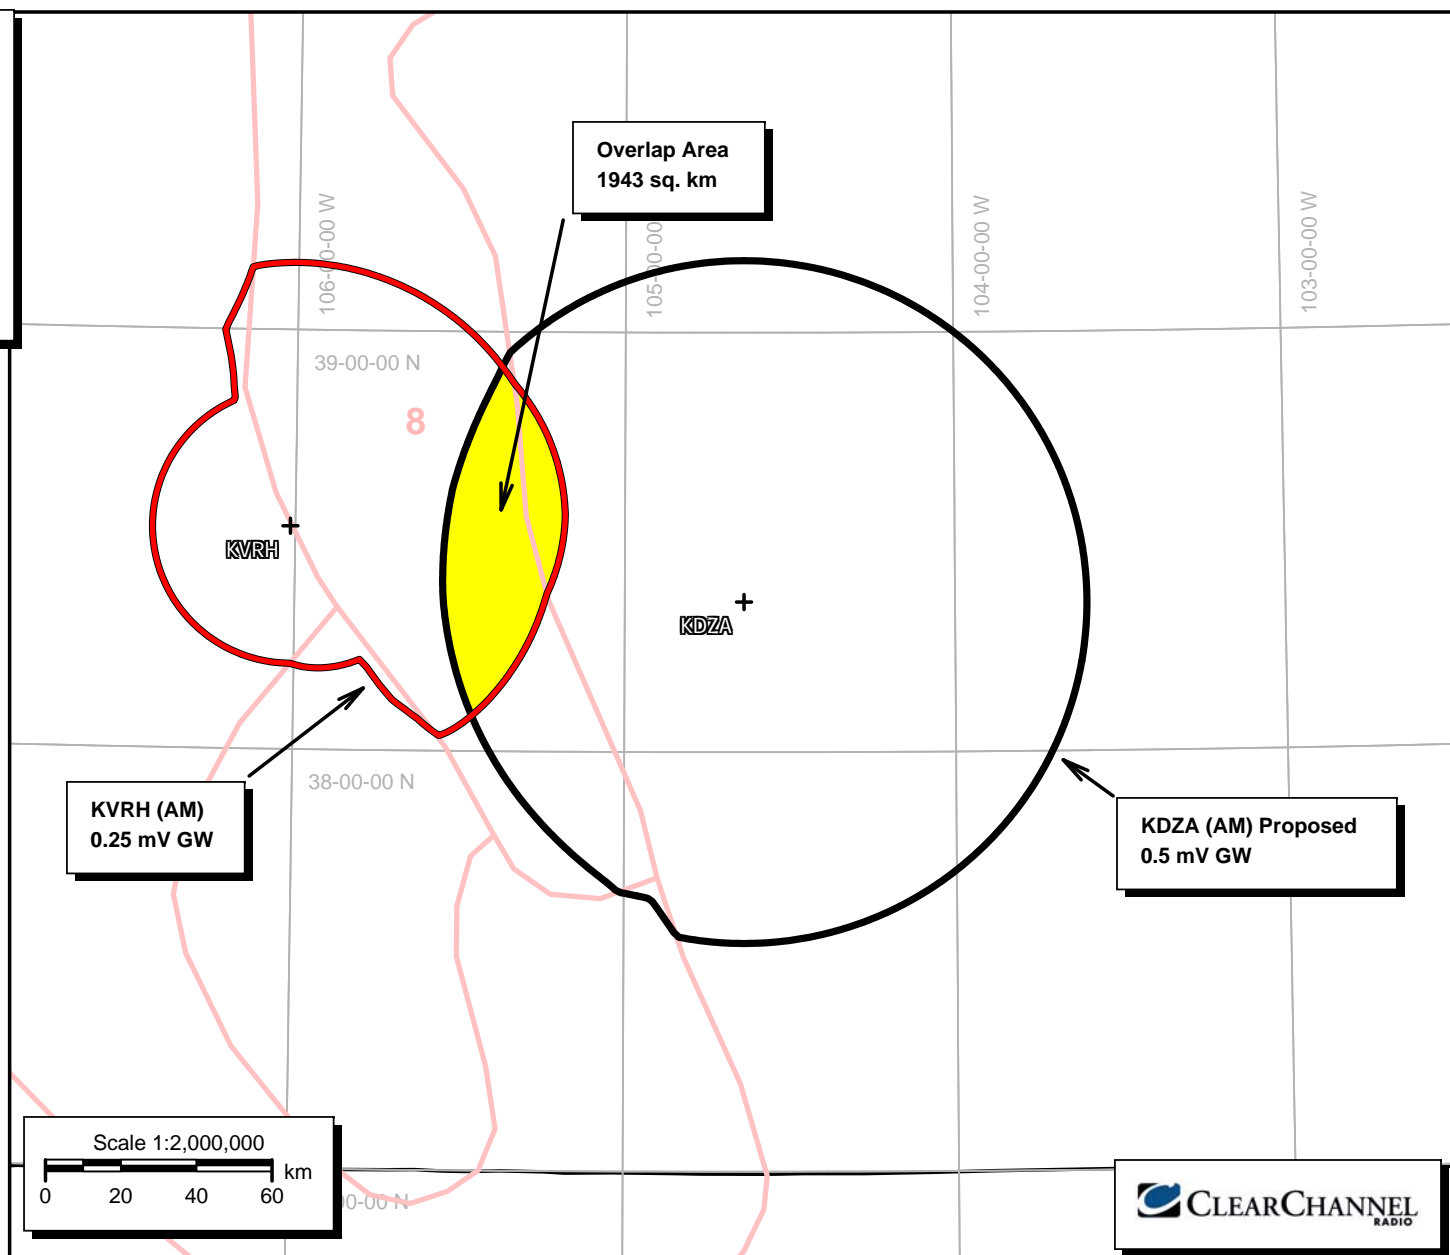 Overlap Area
1943 sq. km
106-00-00 W
105-00-00
104-00-00 W
103-00-00 W
39-00-00 N
8
KVRH
KDZA
38-00-00 N
KVRH (AM)
0.25 mV GW
KDZA (AM) Proposed
0.5 mV GW
Scale 1:2,000,000
km
0 20 40 60
00-00 N
CLEARCHANNEL
RADIO